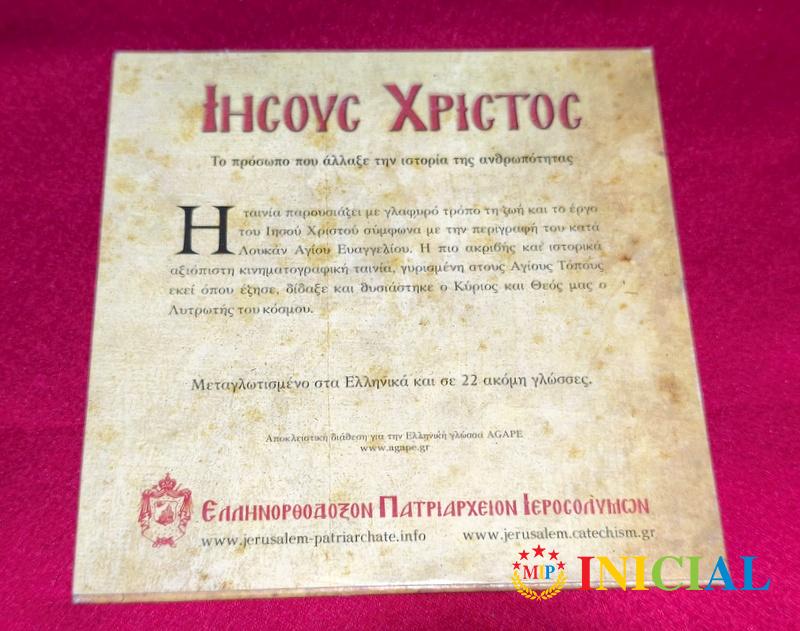 Ιησους Χριστος
Το πρόσωπο που άλλαξε την ιστορία της ανθρωπότητας
Η ταινία παρουσιάζει με γλαφυρό τρόπο τη ζωή και το έργο
του Ιησού Χριστού σύμφωνα με την περιγραφή του κατά
Λουκάν Αγίου Ευαγγελίου. Η πιο ακριβής και ιστορικά
αξιόπιστη κινηματογραφική ταινία, γυρισμένη στους Αγίους Τόπους
εκεί όπου έζησε, δίδαξε και θυσιάστηκε ο Κύριος και Θεός μας ο
Λυτρωτής του κόσμου.
Μεταγλωτισμένο στα Ελληνικά και σε 22 ακόμη γλώσσες.
Αποκλειστική διάθεση για την Ελληνική γλώσσα AGAPE
www.agape.gr
Ελληνορθοδοξον Πατριαρχειον Ιεροσολυμων
www.jerusalem-patriarchate.info www.jerusalem.catechism.gr
MIP INICIAL